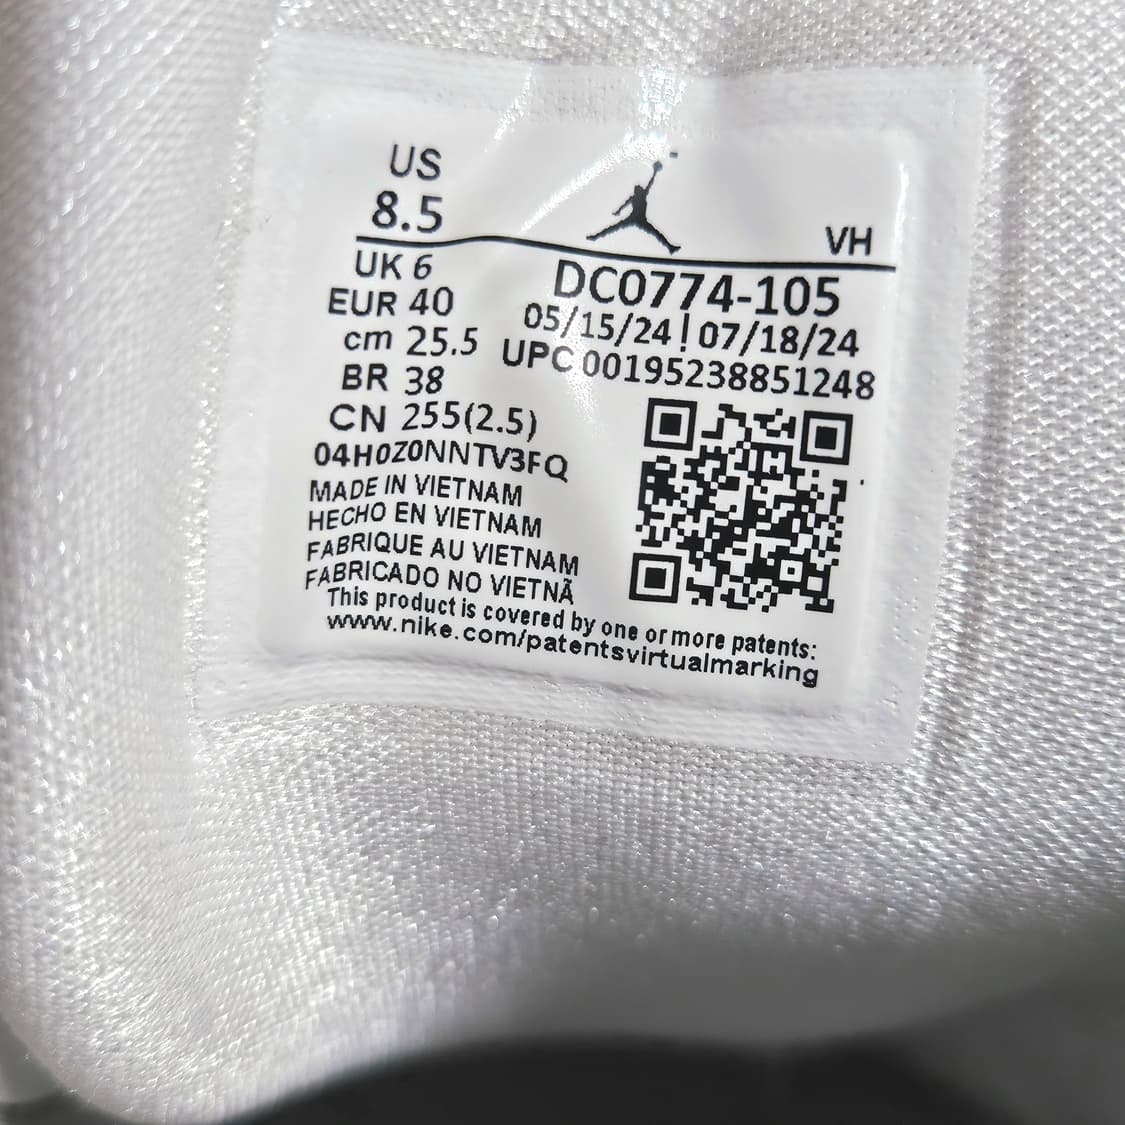 US
8.5
VH
UK 6
EUR 40
cm 25.5
BR 38
CN 255(2.5)
DC0774-105
05/15/24 | 07/18/24
UPC 00195238851248
04H0Z0NNTV3FQ
MADE IN VIETNAM
HECHO EN VIETNAM
FABRIQUE AU VIETNAM
FABRICADO NO VIETNÃ
This product is covered by one or more patents:
www.nike.com/patentsvirtualmarking